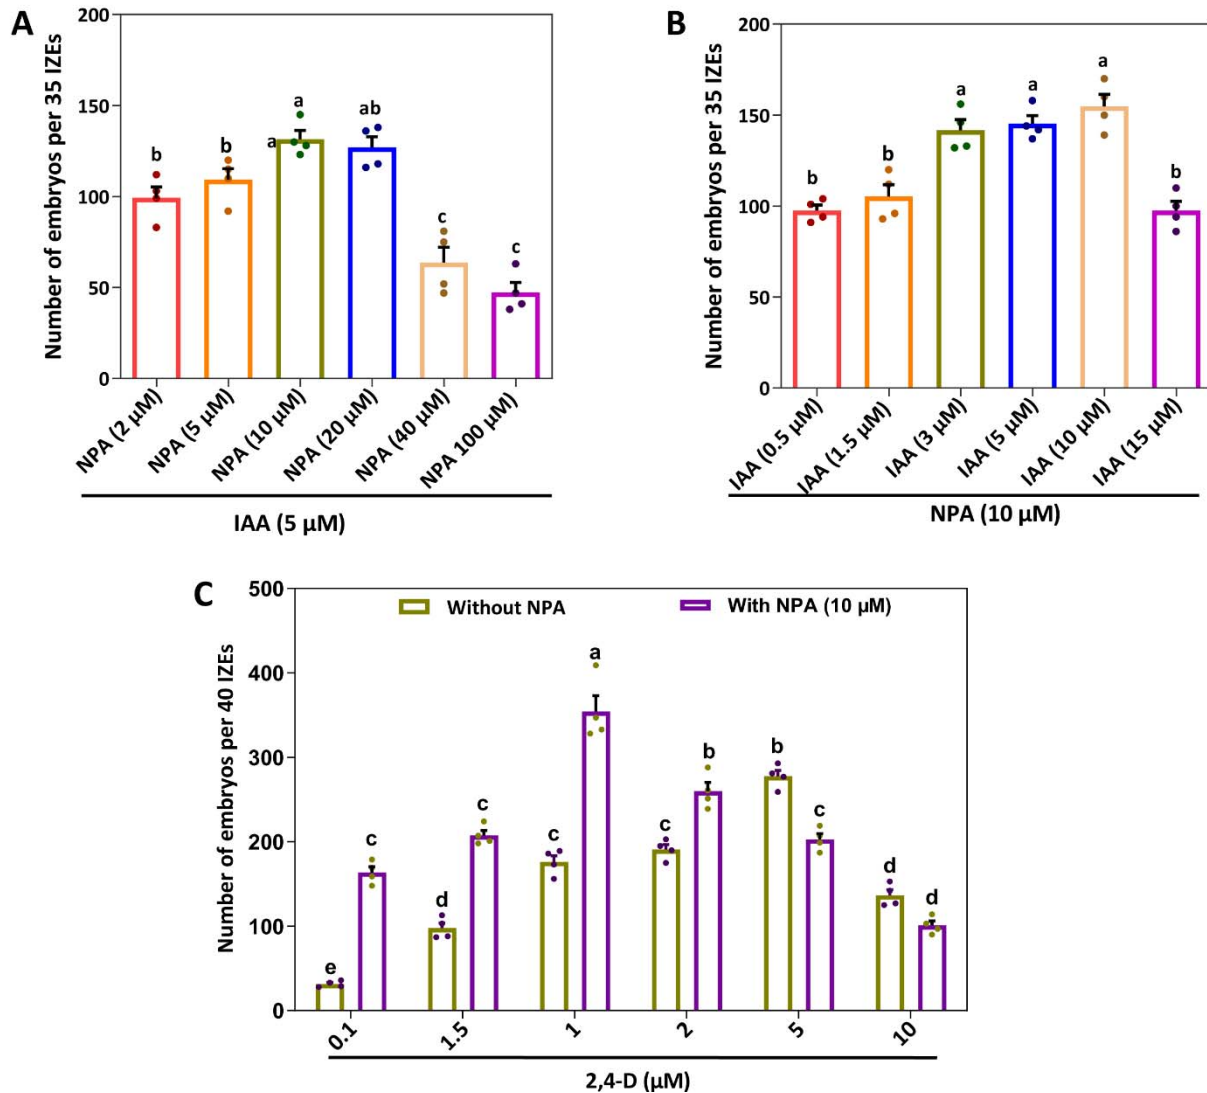 A
Number of embryos per 35 IZEs
200
150
100
50
0
b
b
a
a
ab
c
c
NPA (2 µM)
NPA (5 µM)
NPA (10 µM)
NPA (20 µM)
NPA (40 µM)
NPA 100 µM)
IAA (5 µM)
B
Number of embryos per 35 IZEs
200
150
100
50
0
b
b
a
a
a
b
IAA (0.5 µM)
IAA (1.5 µM)
IAA (3 µM)
IAA (5 µM)
IAA (10 µM)
IAA (15 µM)
NPA (10 µM)
C
Number of embryos per 40 IZEs
500
400
300
200
100
0
Without NPA
With NPA (10 µM)
e
c
d
c
c
a
c
b
b
c
d
d
0.1
1.5
1
2
5
10
2,4-D (µM)